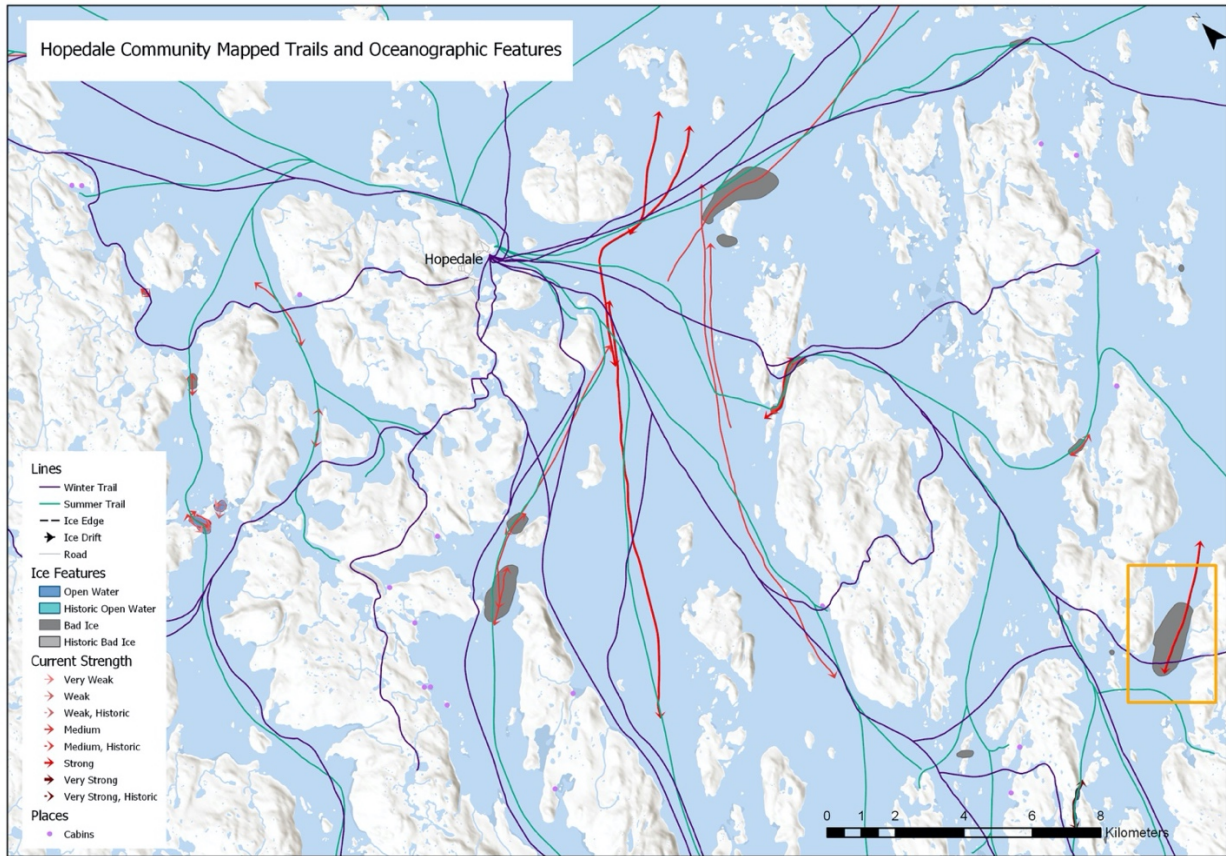 Hopedale Community Mapped Trails and Oceanographic Features
N
Hopedale
Lines
Winter Trail
Summer Trail
Ice Edge
Ice Drift
Road
Ice Features
Open Water
Historic Open Water
Bad Ice
Historic Bad Ice
Current Strength
Very Weak
Weak
Weak, Historic
Medium
Medium, Historic
Strong
Very Strong
Very Strong, Historic
Places
Cabins
0 1 2 4 6 8
Kilometers